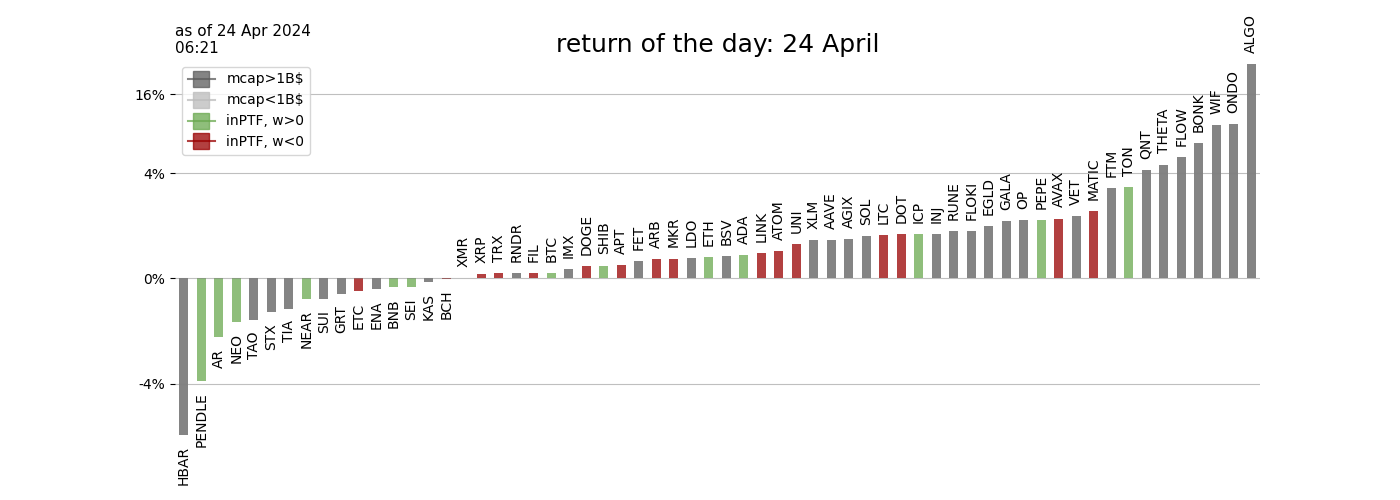 as of 24 Apr 2024
06:21
return of the day: 24 April
mcap>1B$
mcap<1B$
inPTF, w>0
inPTF, w<0
16%
4%
0%
-4%
HBAR
PENDLE
AR
NEO
TAO
STX
TIA
NEAR
SUI
GRT
ETC
ENA
BNB
SEI
KAS
BCH
XMR
XRP
TRX
RNDR
FIL
BTC
IMX
DOGE
SHIB
APT
FET
ARB
MKR
LDO
ETH
BSV
ADA
LINK
ATOM
UNI
XLM
AAVE
AGIX
SOL
LTC
DOT
ICP
INJ
RUNE
FLOKI
EGLD
GALA
OP
PEPE
AVAX
VET
MATIC
FTM
TON
QNT
THETA
FLOW
BONK
WIF
ONDO
ALGO